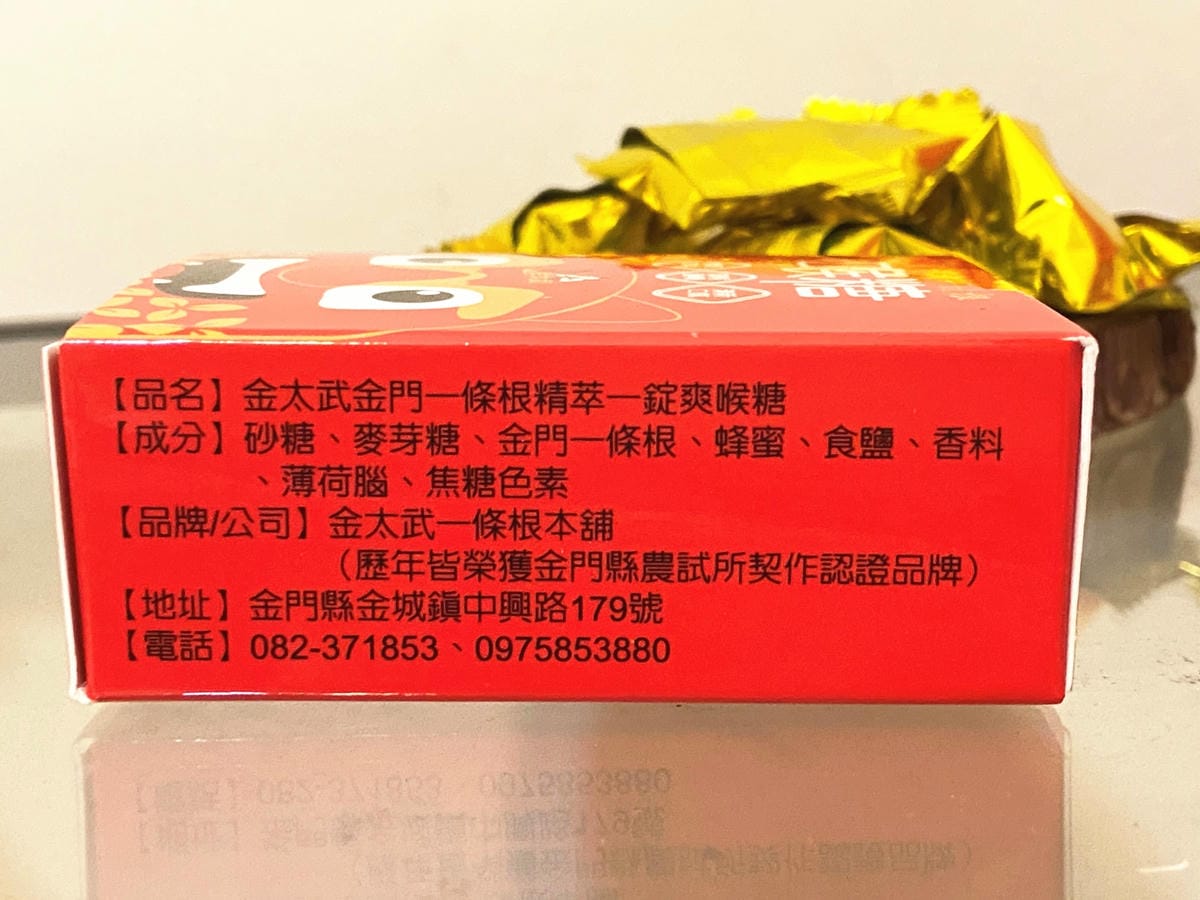 喉糖
【品名】金太武金門一條根精萃一錠爽喉糖
【成分】砂糖、麥芽糖、金門一條根、蜂蜜、食鹽、香料
、薄荷腦、焦糖色素
【品牌/公司】金太武一條根本舖
（歷年皆榮獲金門縣農試所契作認證品牌）
【地址】金門縣金城鎮中興路179號
【電話】082-371853、0975853880